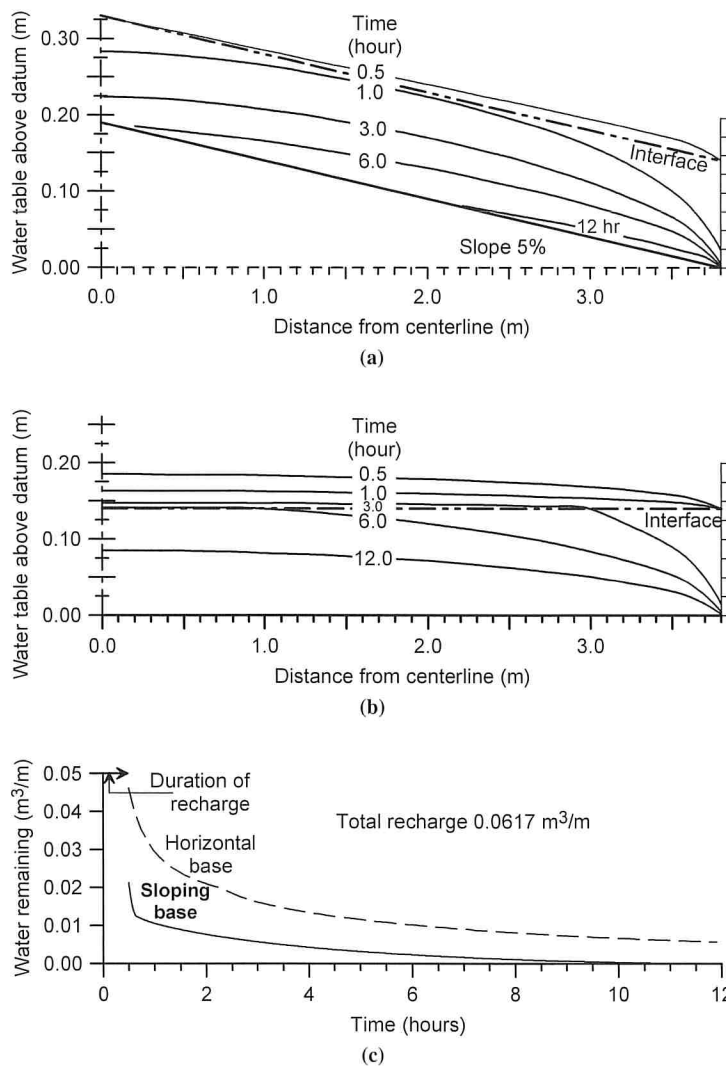 Time
(hour)
0.30
0.5
1.0
0.20
3.0
Interface
6.0
0.10
12 hr
Slope 5%
0.00
0.0 1.0 2.0 3.0
Water table above datum (m)
Distance from centerline (m)
(a)
Time
(hour)
0.20
0.5
1.0
3.0
Interface
6.0
0.10
12.0
0.00
0.0 1.0 2.0 3.0
Water table above datum (m)
Distance from centerline (m)
(b)
0.05
Duration of
recharge
0.04
Total recharge 0.0617 m³/m
0.03
Horizontal
base
0.02
Sloping
base
0.01
0.00
0 2 4 6 8 10 12
Water remaining (m³/m)
Time (hours)
(c)